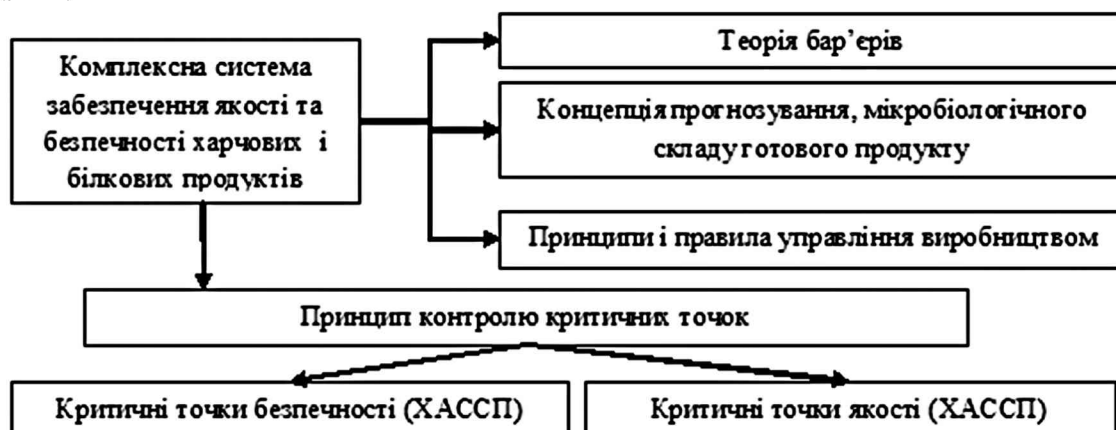 Комплексна система
забезпечення якості та
безпечності харчових і
білкових продуктів
Теорія бар’єрів
Концепція прогнозування, мікробіологічного
складу готового продукту
Принципи і правила управління виробництвом
Принцип контролю критичних точок
Критичні точки безпечності (ХАССП)
Критичні точки якості (ХАССП)